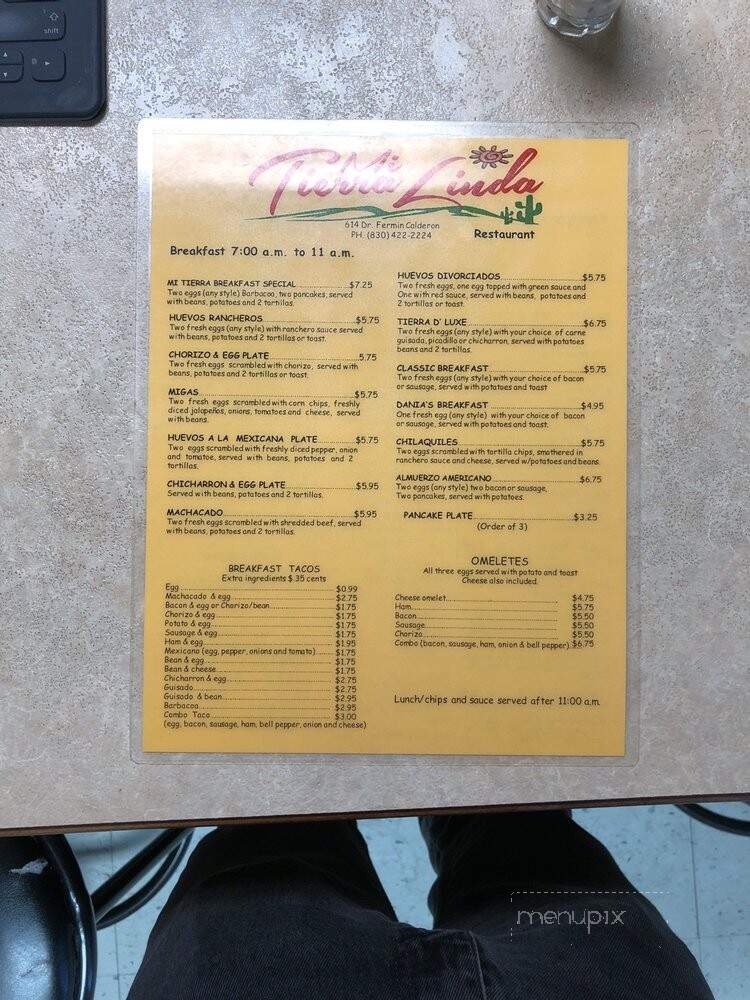 shift
Tierra Linda
614 Dr. Fermin Calderon
PH. (830) 422-2224
Restaurant
Breakfast 7:00 a.m. to 11 a.m.
MI TIERRA BREAKFAST SPECIAL $7.25
Two eggs (any style) Barbacoa, two pancakes, served
with beans, potatoes and 2 tortillas.
HUEVOS RANCHEROS $5.75
Two fresh eggs (any style) with ranchero sauce served
with beans, potatoes and 2 tortillas or toast.
CHORIZO & EGG PLATE 5.75
Two fresh eggs scrambled with chorizo, served with
beans, potatoes and 2 tortillas or toast.
MIGAS $5.75
Two fresh eggs scrambled with corn chips, freshly
diced jalapeños, onions, tomatoes and cheese, served
with beans.
HUEVOS A LA MEXICANA PLATE $5.75
Two eggs scrambled with freshly diced pepper, onion
and tomatoe, served with beans, potatoes and 2
tortillas.
CHICHARRON & EGG PLATE $5.95
Served with beans, potatoes and 2 tortillas.
MACHACADO $5.95
Two fresh eggs scrambled with shredded beef, served
with beans, potatoes and 2 tortillas.
HUEVOS DIVORCIADOS $5.75
Two fresh eggs, one egg topped with green sauce and
One with red sauce, served with beans, potatoes and
2 tortillas or toast
TIERRA D' LUXE $6.75
Two fresh eggs (any style) with your choice of carne
guisada, picadillo or chicharron, served with potatoes
beans and 2 tortillas.
CLASSIC BREAKFAST $5.75
Two fresh eggs (any style) with your choice of bacon
or sausage, served with potatoes and toast
DANIA'S BREAKFAST $4.95
One fresh egg (any style) with your choice of bacon
or sausage, served with potatoes and toast.
CHILAQUILES $5.75
Two eggs scrambled with tortilla chips, smothered in
ranchero sauce and cheese, served w/potatoes and beans.
ALMUERZO AMERICANO $6.75
Two eggs (any style) two bacon or sausage,
Two pancakes, served with potatoes.
PANCAKE PLATE $3.25
(Order of 3)
BREAKFAST TACOS
Extra ingredients $.35 cents
Egg $0.99
Machacado & egg $2.75
Bacon & egg or Chorizo/bean $1.75
Chorizo & egg $1.75
Potato & egg $1.75
Sausage & egg $1.75
Ham & egg $1.95
Mexicano (egg, pepper, onions and tomato) $1.75
Bean & egg $1.75
Bean & cheese $1.75
Chicharron & egg $2.75
Guisado $2.75
Guisado & bean $2.95
Barbacoa $2.95
Combo Taco $3.00
(egg, bacon, sausage, ham, bell pepper, onion and cheese)
OMELETES
All three eggs served with potato and toast
Cheese also included.
Cheese omelet $4.75
Ham $5.75
Bacon $5.50
Sausage $5.50
Chorizo $5.50
Combo (bacon, sausage, ham, onion & bell pepper) $6.75
Lunch/chips and sauce served after 11:00 a.m.
menupix